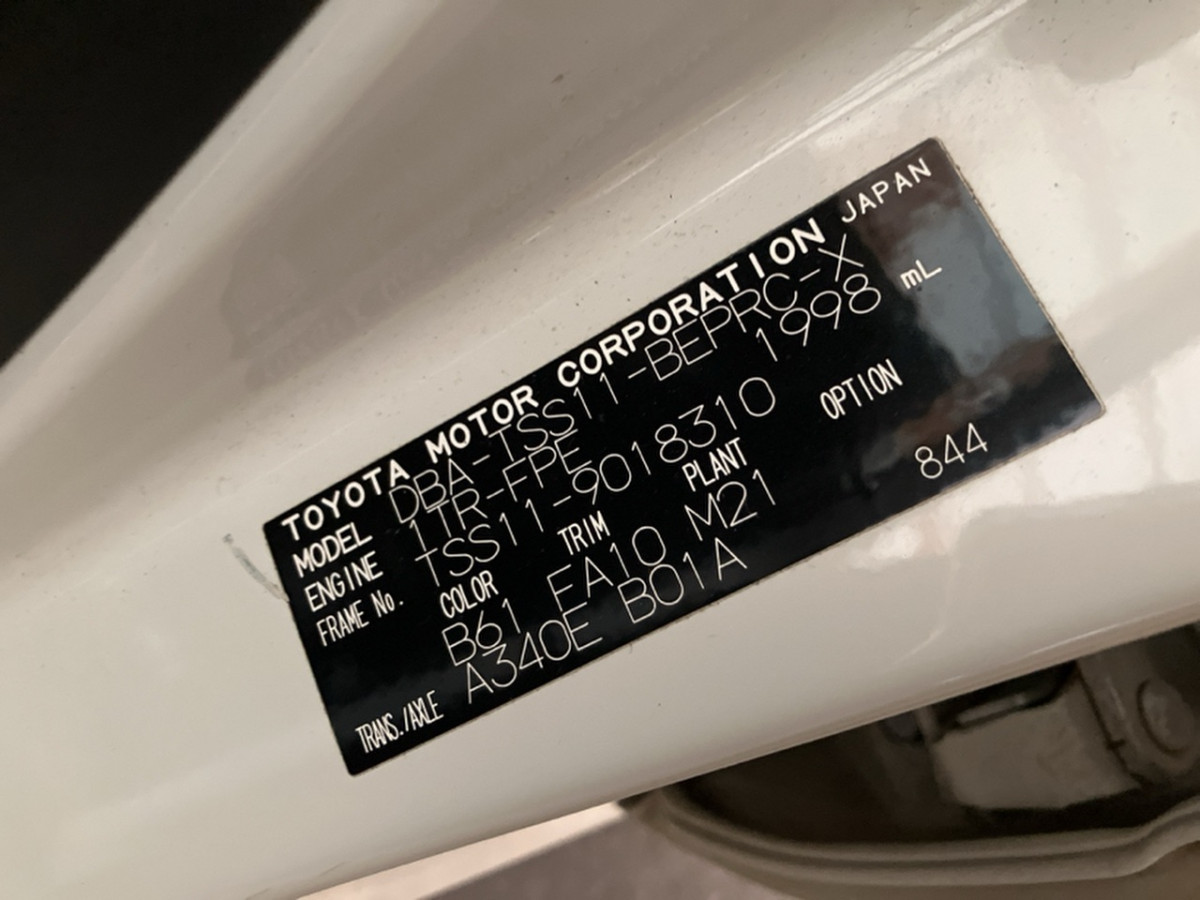 TOYOTA MOTOR CORPORATION JAPAN
MODEL DBA-TSS11-BEPRC-X
ENGINE 1TR-FPE 1998 mL
FRAME No. TSS11-9018310
COLOR TRIM PLANT OPTION
B61 FA10 M21 844
TRANS./AXLE A340E B01A